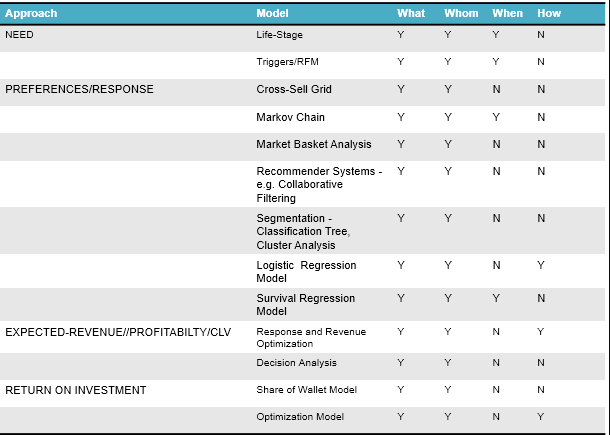 Approach Model What Whom When How
NEED Life-Stage Y Y Y N
Triggers/RFM Y Y Y N
PREFERENCES/RESPONSE Cross-Sell Grid Y Y N N
Markov Chain Y Y Y N
Market Basket Analysis Y Y N N
Recommender Systems - Y Y N N
e.g. Collaborative
Filtering
Segmentation - Y Y N N
Classification Tree,
Cluster Analysis
Logistic Regression Y Y N Y
Model
Survival Regression Y Y Y N
Model
EXPECTED-REVENUE//PROFITABILTY/CLV Response and Revenue Y Y N Y
Optimization
Decision Analysis Y Y N N
RETURN ON INVESTMENT Share of Wallet Model Y Y N N
Optimization Model Y Y N Y